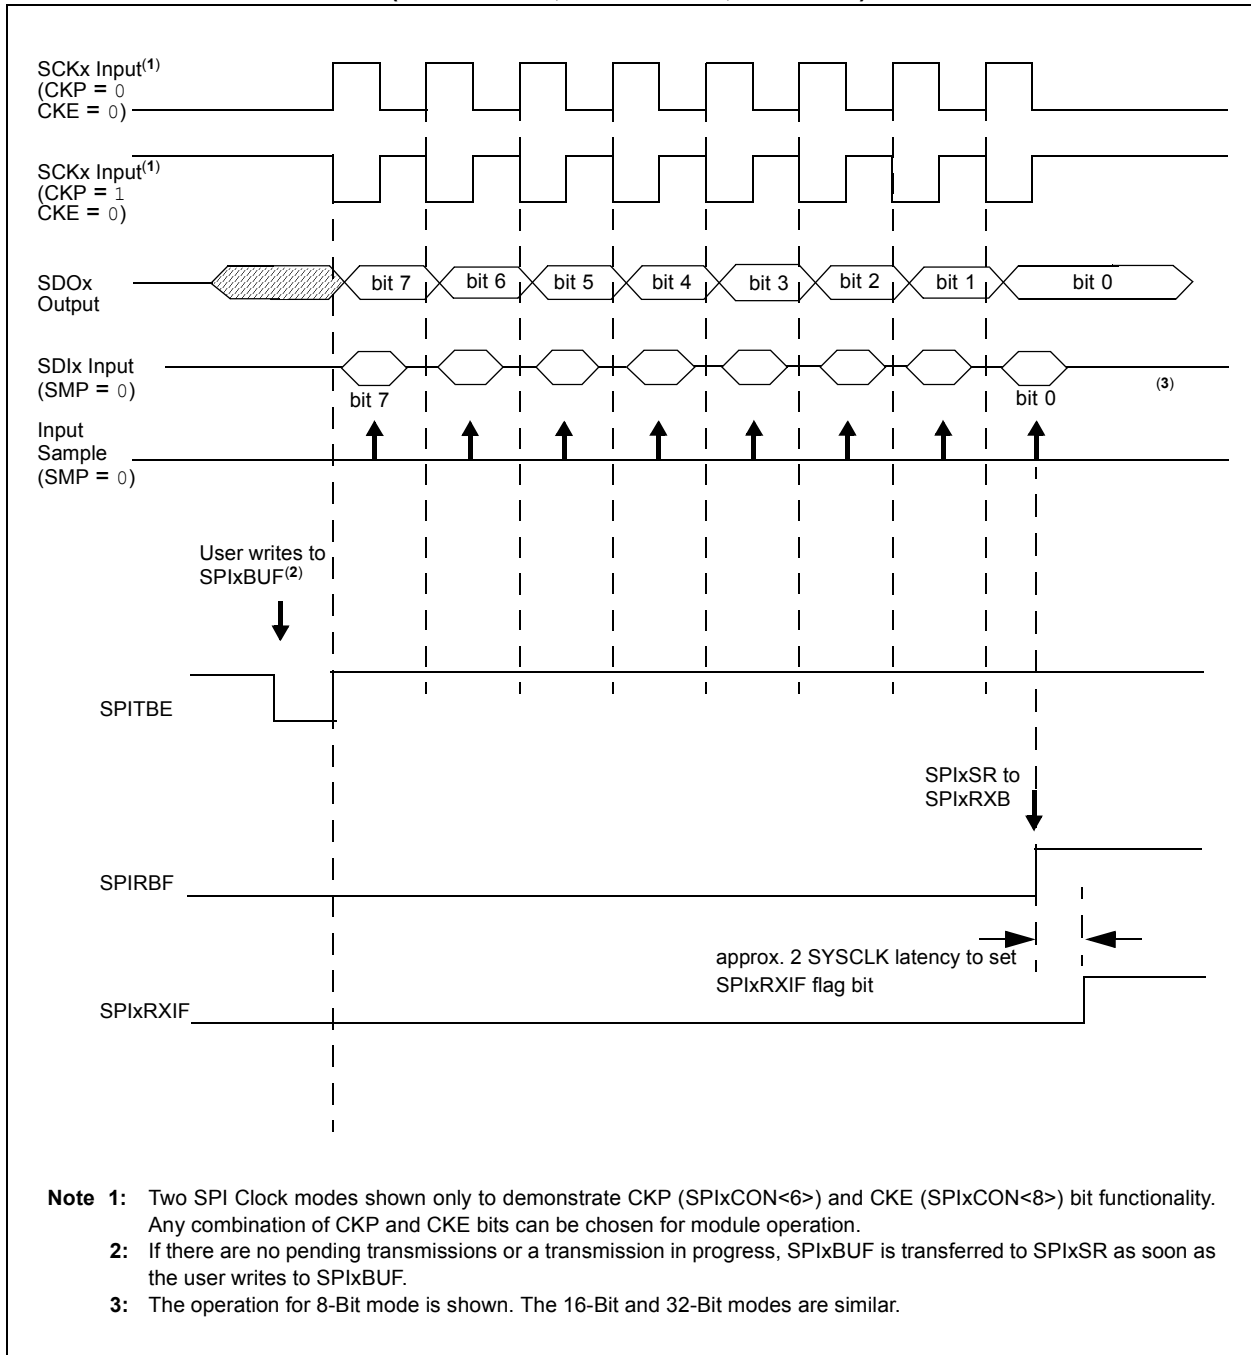 SCKx Input(1)
(CKP = 0
CKE = 0)
SCKx Input(1)
(CKP = 1
CKE = 0)
SDOx
Output
bit 7
bit 6
bit 5
bit 4
bit 3
bit 2
bit 1
bit 0
SDIx Input
(SMP = 0)
(3)
bit 7
bit 0
Input
Sample
(SMP = 0)
User writes to
SPIxBUF(2)
SPITBE
SPIxSR to
SPIxRXB
SPIRBF
approx. 2 SYSCLK latency to set
SPIxRXIF flag bit
SPIxRXIF
Note 1: Two SPI Clock modes shown only to demonstrate CKP (SPIxCON<6>) and CKE (SPIxCON<8>) bit functionality.
Any combination of CKP and CKE bits can be chosen for module operation.
2: If there are no pending transmissions or a transmission in progress, SPIxBUF is transferred to SPIxSR as soon as
the user writes to SPIxBUF.
3: The operation for 8-Bit mode is shown. The 16-Bit and 32-Bit modes are similar.